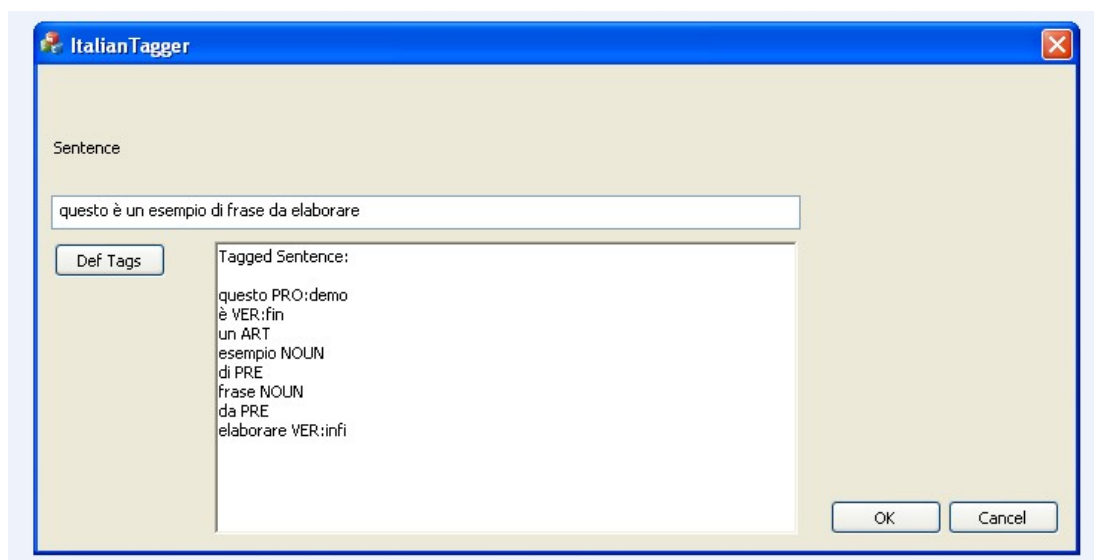 ItalianTagger
Sentence
questo è un esempio di frase da elaborare
Def Tags
Tagged Sentence:
questo PRO:demo
è VER:fin
un ART
esempio NOUN
di PRE
frase NOUN
da PRE
elaborare VER:infi
OK
Cancel